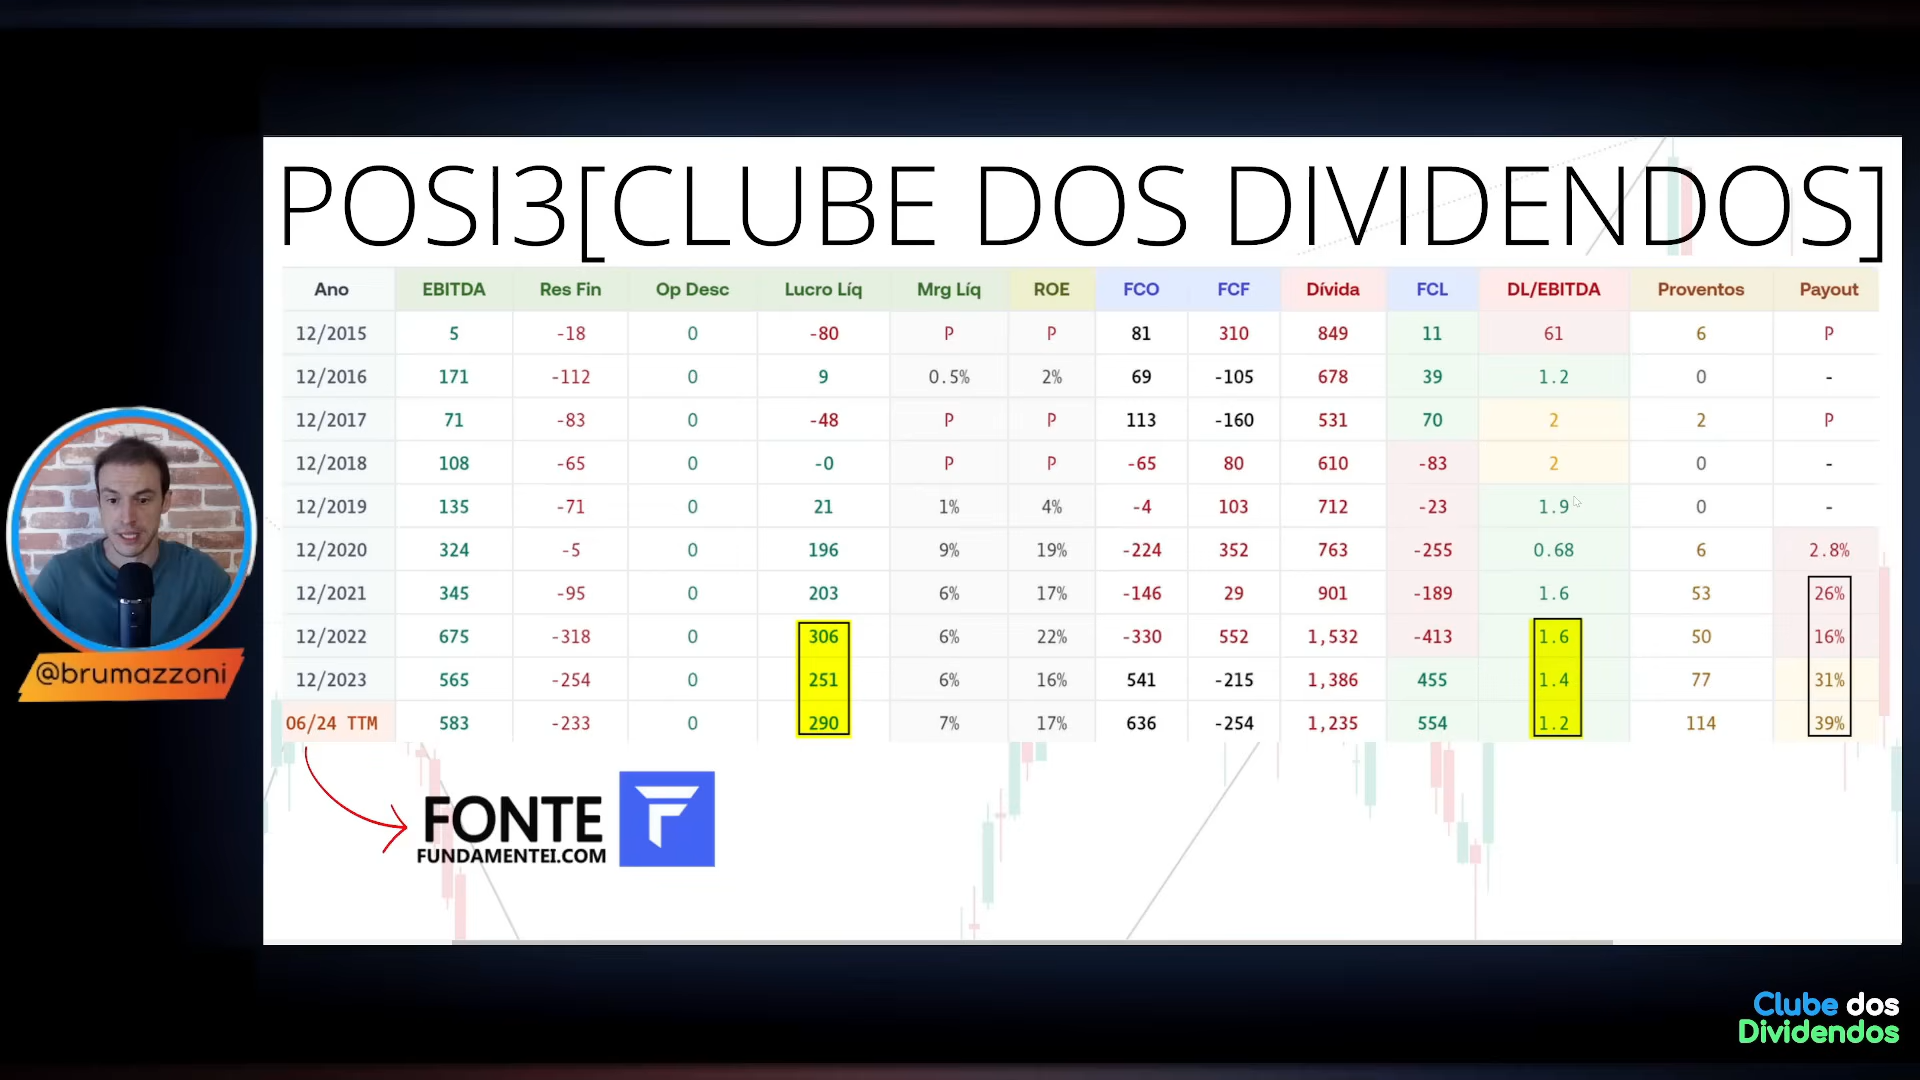 POSI3[CLUBE DOS DIVIDENDOS]
Ano EBITDA Res Fin Op Desc Lucro Líq Mrg Líq ROE FCO FCF Dívida FCL DL/EBITDA Proventos Payout
12/2015 5 -18 0 -80 P P 81 310 849 11 61 6 P
12/2016 171 -112 0 9 0.5% 2% 69 -105 678 39 1.2 0 -
12/2017 71 -83 0 -48 P P 113 -160 531 70 2 2 P
12/2018 108 -65 0 -0 P P -65 80 610 -83 2 0 -
12/2019 135 -71 0 21 1% 4% -4 103 712 -23 1.9 0 -
12/2020 324 -5 0 196 9% 19% -224 352 763 -255 0.68 6 2.8%
12/2021 345 -95 0 203 6% 17% -146 29 901 -189 1.6 53 26%
12/2022 675 -318 0 306 6% 22% -330 552 1,532 -413 1.6 50 16%
12/2023 565 -254 0 251 6% 16% 541 -215 1,386 455 1.4 77 31%
06/24 TTM 583 -233 0 290 7% 17% 636 -254 1,235 554 1.2 114 39%
@brumazzoni
FONTE
FUNDAMENTEI.COM
Clube dos
Dividendos